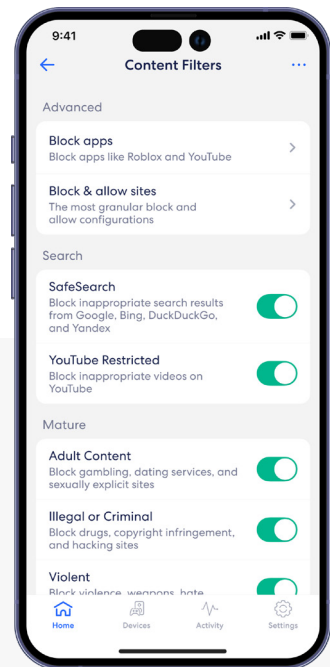 9:41
Content Filters
Advanced
Block apps
Block apps like Roblox and YouTube
Block & allow sites
The most granular block and
allow configurations
Search
SafeSearch
Block inappropriate search results
from Google, Bing, DuckDuckGo,
and Yandex
YouTube Restricted
Block inappropriate videos on
YouTube
Mature
Adult Content
Block gambling, dating services, and
sexually explicit sites
Illegal or Criminal
Block drugs, copyright infringement,
and hacking sites
Violent
Block violence, weapons, hate
Home
Devices
Activity
Settings